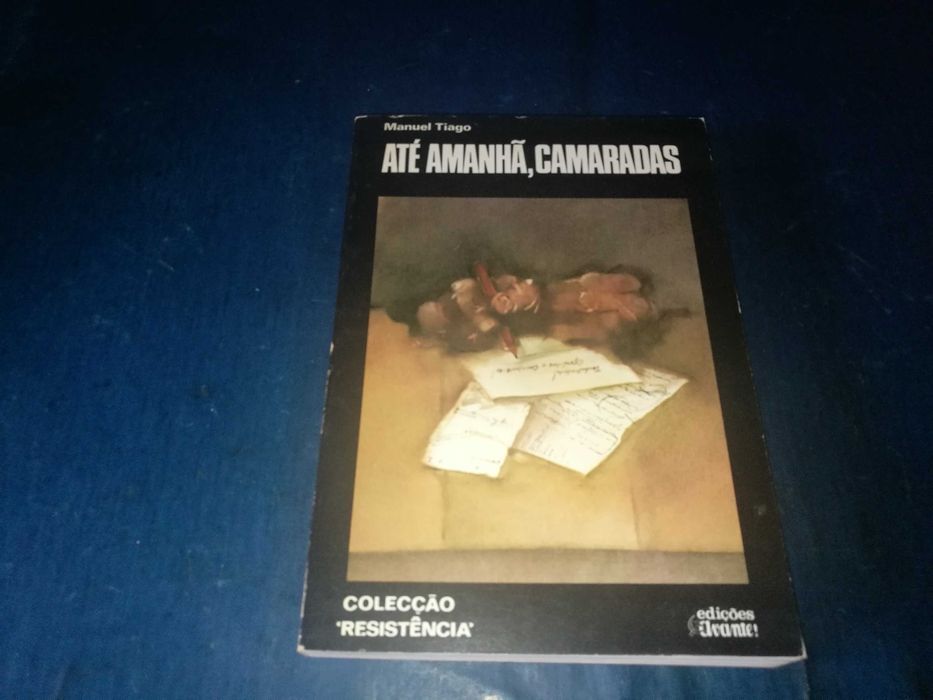 Manuel Tiago
ATÉ AMANHÃ, CAMARADAS
COLECÇÃO
"RESISTÊNCIA"
edições
Avante!